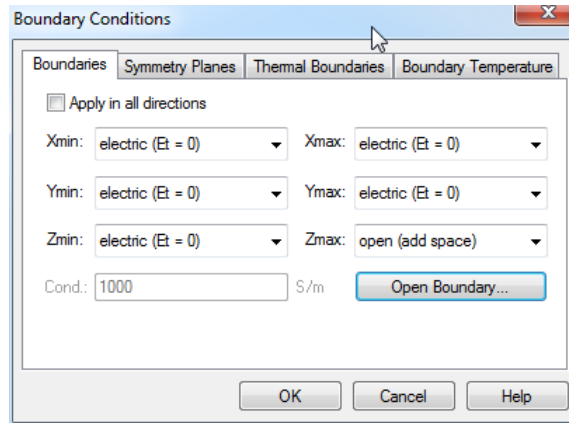 Boundary Conditions
Boundaries Symmetry Planes Thermal Boundaries Boundary Temperature
Apply in all directions
Xmin: electric (Et = 0) Xmax: electric (Et = 0)
Ymin: electric (Et = 0) Ymax: electric (Et = 0)
Zmin: electric (Et = 0) Zmax: open (add space)
Cond.: 1000 S/m Open Boundary...
OK Cancel Help